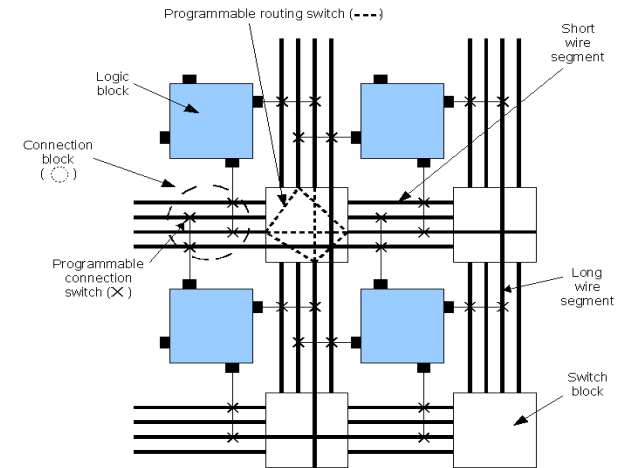 Programmable routing switch (----)
Short
wire
segment
Logic
block
Connection
block
( )
Programmable
connection
switch (X)
Long
wire
segment
Switch
block